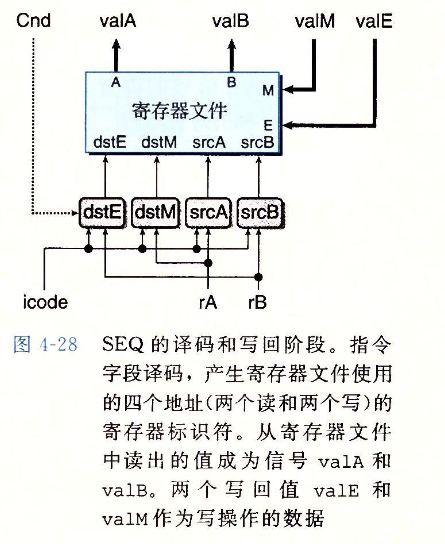 Cnd valA valB valM valE
A B M
寄存器文件
E
dstE dstM srcA srcB
dstE dstM srcA srcB
icode rA rB
图 4-28 SEQ 的译码和写回阶段。指令
字段译码，产生寄存器文件使用
的四个地址(两个读和两个写)的
寄存器标识符。从寄存器文件
中读出的值成为信号 valA 和
valB。两个写回值 valE 和
valM作为写操作的数据